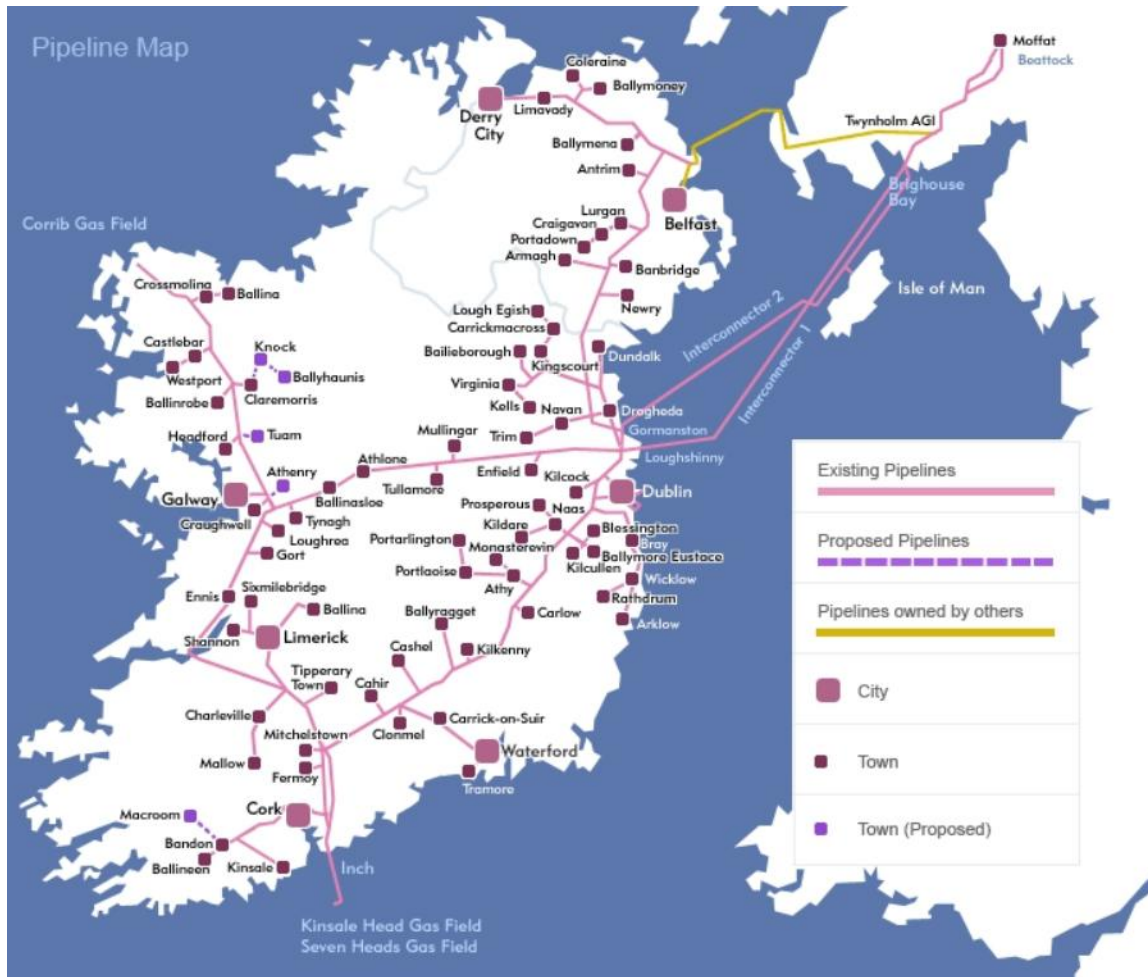 Pipeline Map
Moffat
Beattock
Coleraine
Ballymoney
Limavady
Derry
City
Twynholm AGI
Ballymena
Antrim
Brighouse
Bay
Lurgan
Craigavon
Portadown
Armagh
Belfast
Corrib Gas Field
Banbridge
Crossmolina
Ballina
Isle of Man
Newry
Lough Egish
Carrickmacross
Interconnector 2
Castlebar
Knock
Bailieborough
Dundalk
Kingscourt
Westport
Ballyhaunis
Interconnector 1
Virginia
Claremorris
Ballinrobe
Kells
Navan
Drogheda
Mullingar
Trim
Gormanston
Headford
Tuam
Loughshinny
Athenry
Athlone
Enfield
Kilcock
Tullamore
Dublin
Galway
Ballinasloe
Prosperous
Naas
Craughwell
Tynagh
Kildare
Blessington
Loughrea
Portarlington
Monasterevin
Bray
Ballymore Eustace
Gort
Kilcullen
Portlaoise
Athy
Wicklow
Sixmilebridge
Ennis
Rathdrum
Ballina
Ballyragget
Carlow
Arklow
Shannon
Limerick
Cashel
Kilkenny
Tipperary
Town
Cahir
Charleville
Carrick-on-Suir
Mitchelstown
Clonmel
Waterford
Mallow
Fermoy
Tramore
Macroom
Cork
Bandon
Ballineen
Kinsale
Inch
Kinsale Head Gas Field
Seven Heads Gas Field
Existing Pipelines
Proposed Pipelines
Pipelines owned by others
City
Town
Town (Proposed)